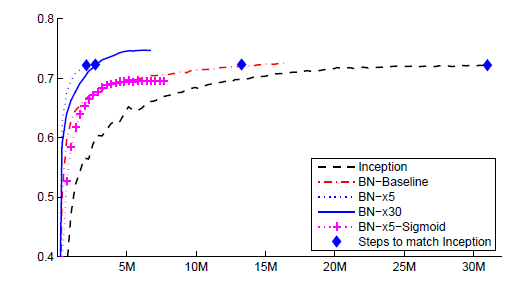 0.8
0.7
0.6
0.5
0.4
5M 10M 15M 20M 25M 30M
Inception
BN−Baseline
BN−x5
BN−x30
BN−x5−Sigmoid
Steps to match Inception